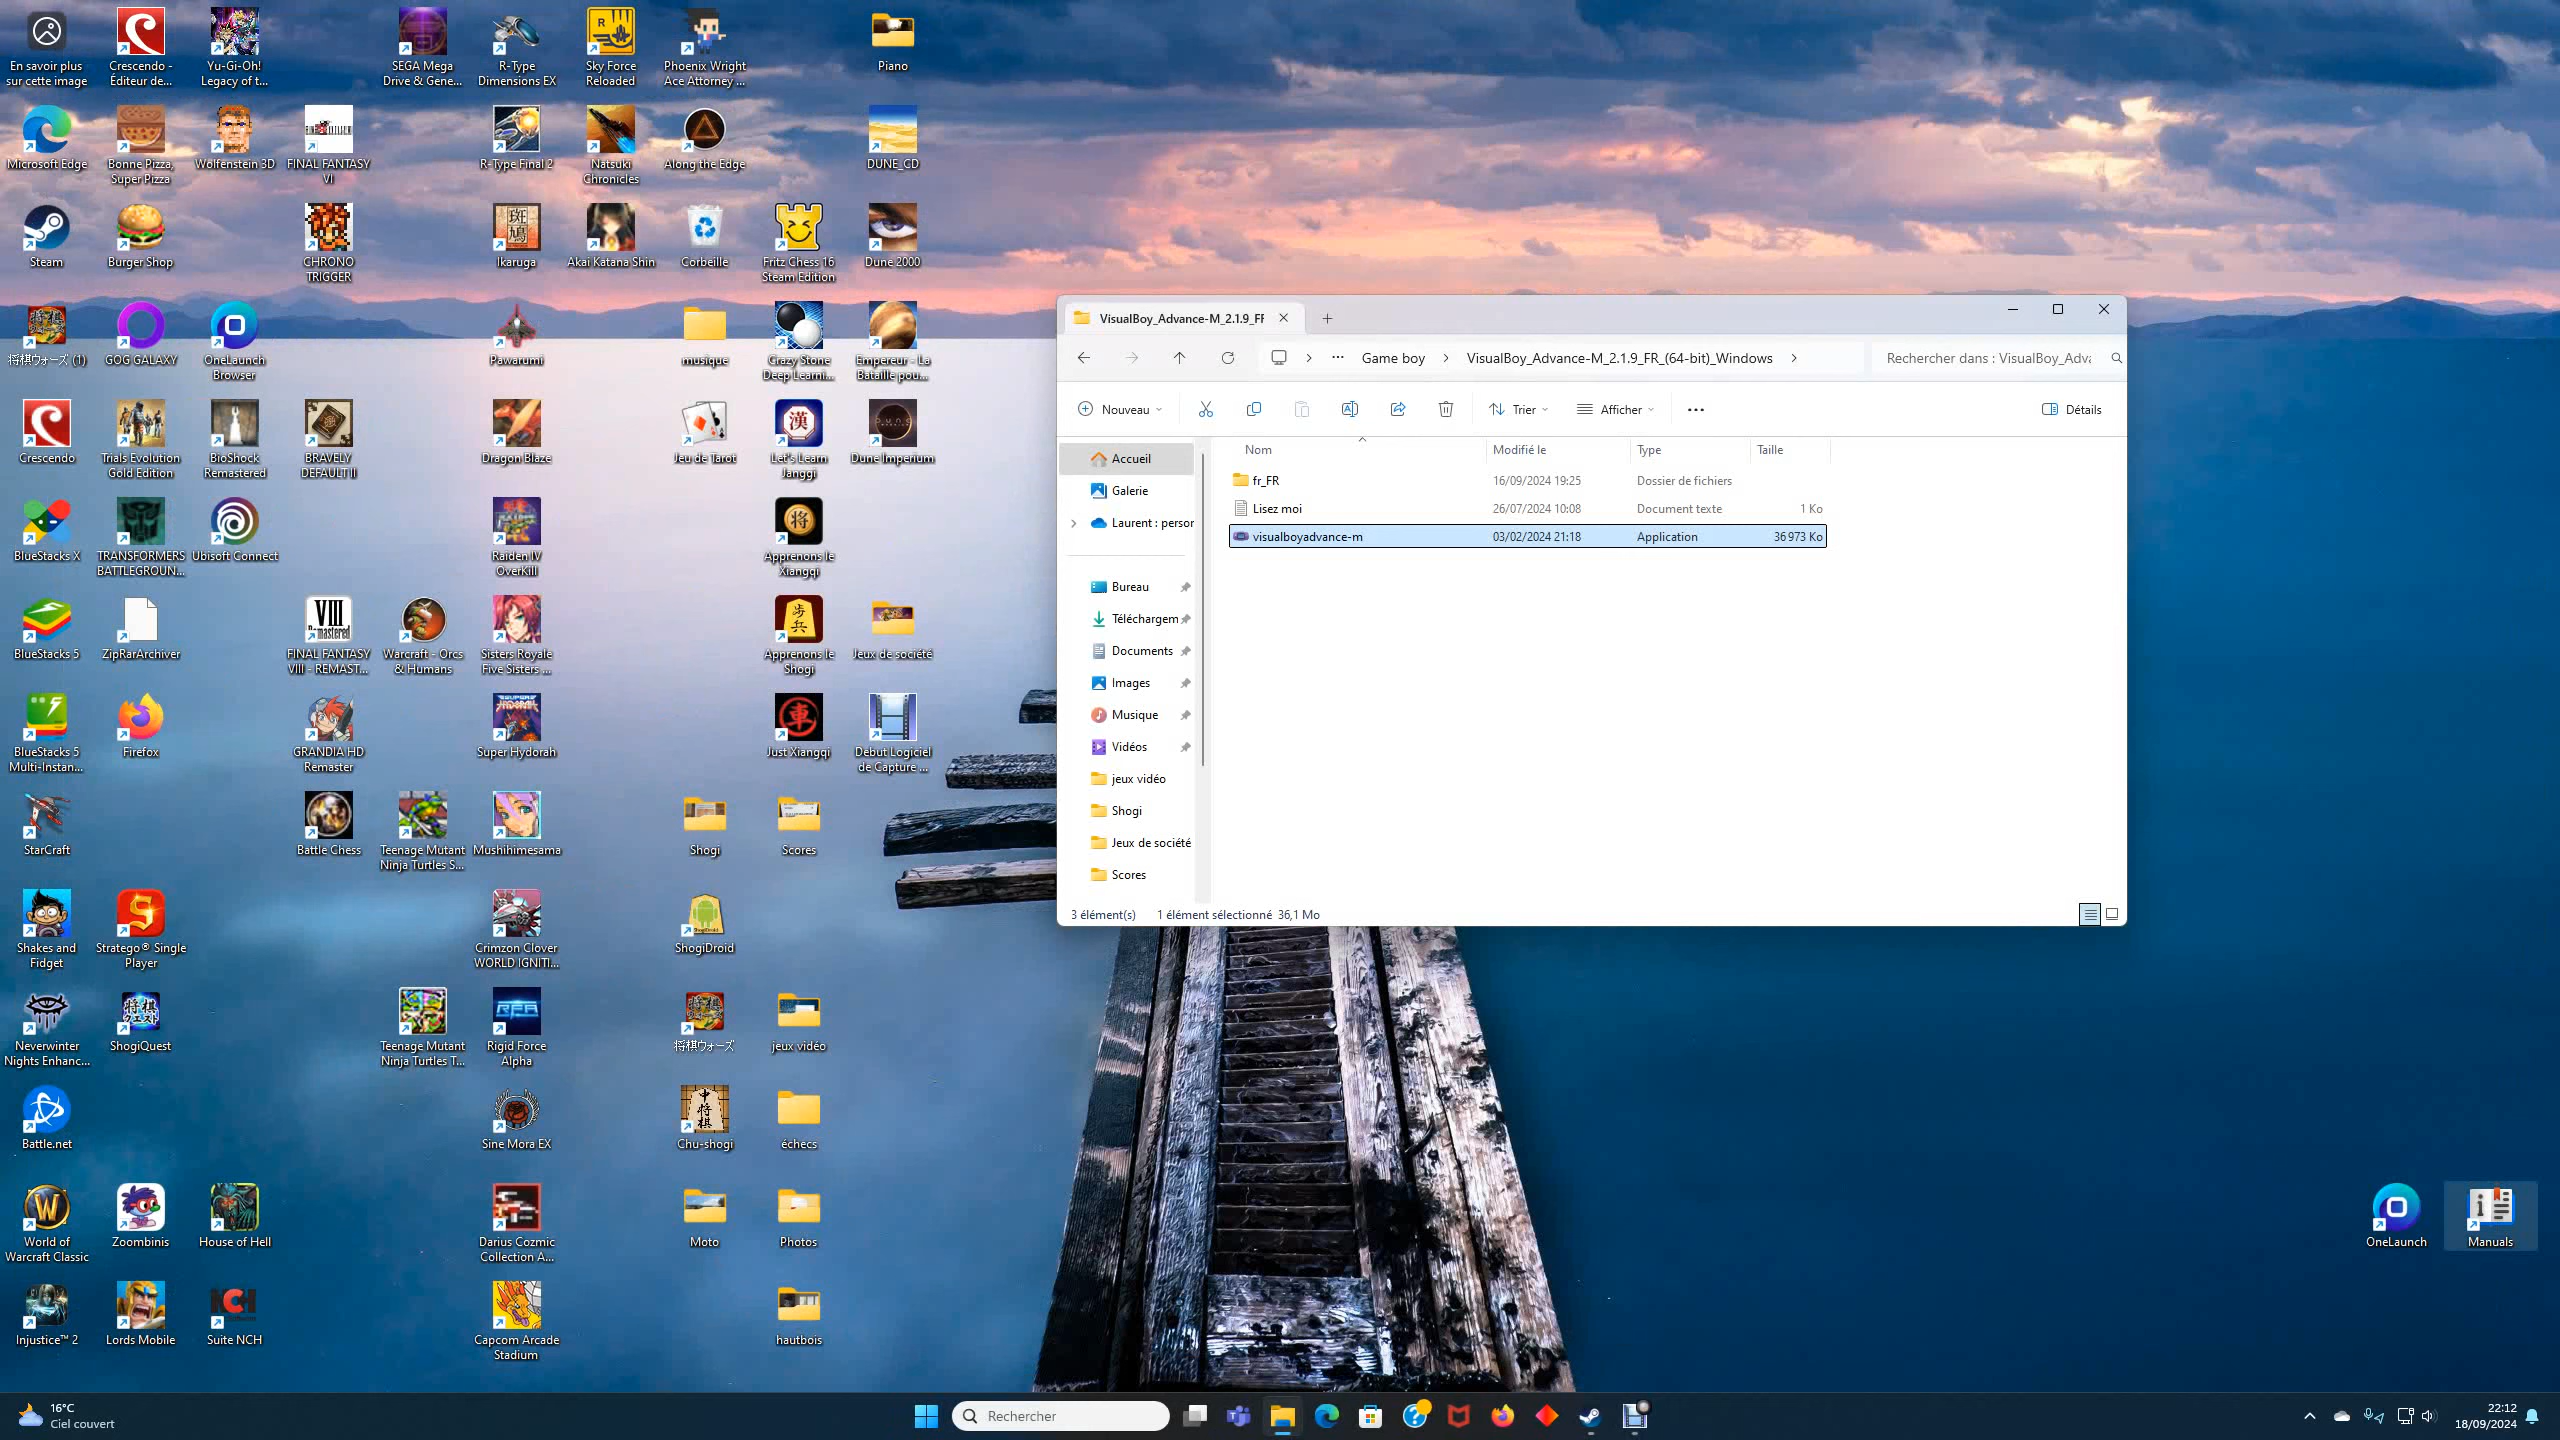 En savoir plus
sur cette image
Crescendo -
Éditeur de...
Yu-Gi-Oh!
Legacy of t...
SEGA Mega
Drive & Gene...
R-Type
Dimensions EX
Sky Force
Reloaded
Phoenix Wright
Ace Attorney ...
Piano
Microsoft Edge
Bonne Pizza,
Super Pizza
Wolfenstein 3D
FINAL FANTASY
VI
R-Type Final 2
Natsuki
Chronicles
Along the Edge
DUNE_CD
Steam
Burger Shop
CHRONO
TRIGGER
Ikaruga
Akai Katana Shin
Corbeille
Fritz Chess 16
Steam Edition
Dune 2000
将棋ウォーズ (1)
GOG GALAXY
OneLaunch
Browser
Pawarumi
musique
Crazy Stone
Deep Learni...
Empereur - La
Bataille pou...
Crescendo
Trials Evolution
Gold Edition
BioShock
Remastered
BRAVELY
DEFAULT II
Dragon Blaze
Jeu de Tarot
Let's Learn
Janggi
Dune Imperium
BlueStacks X
TRANSFORMERS
BATTLEGROUN...
Ubisoft Connect
Raiden IV
OverKill
Apprenons le
Xiangqi
BlueStacks 5
ZipRarArchiver
FINAL FANTASY
VIII - REMAST...
Warcraft - Orcs
& Humans
Sisters Royale
Five Sisters ...
Apprenons le
Shogi
Jeux de société
BlueStacks 5
Multi-Instan...
Firefox
GRANDIA HD
Remaster
Super Hydorah
Just Xiangqi
Début Logiciel
de Capture ...
StarCraft
Battle Chess
Teenage Mutant
Ninja Turtles S...
Mushihimesama
Shogi
Scores
Shakes and
Fidget
Stratego® Single
Player
Crimzon Clover
WORLD IGNITI...
ShogiDroid
Neverwinter
Nights Enhanc...
ShogiQuest
Teenage Mutant
Ninja Turtles T...
Rigid Force
Alpha
将棋ウォーズ
jeux vidéo
Battle.net
Sine Mora EX
Chu-shogi
échecs
World of
Warcraft Classic
Zoombinis
House of Hell
Darius Cozmic
Collection A...
Moto
Photos
Injustice™ 2
Lords Mobile
Suite NCH
Capcom Arcade
Stadium
hautbois
OneLaunch
Manuals
VisualBoy_Advance-M_2.1.9_FF
Game boy
VisualBoy_Advance-M_2.1.9_FR_(64-bit)_Windows
Rechercher dans : VisualBoy_Adva
Nouveau
Trier
Afficher
Détails
Accueil
Galerie
Laurent : person
Bureau
Téléchargem
Documents
Images
Musique
Vidéos
jeux vidéo
Shogi
Jeux de société
Scores
Nom Modifié le Type Taille
fr_FR 16/09/2024 19:25 Dossier de fichiers
Lisez moi 26/07/2024 10:08 Document texte 1 Ko
visualboyadvance-m 03/02/2024 21:18 Application 36 973 Ko
3 élément(s) 1 élément sélectionné 36,1 Mo
16°C
Ciel couvert
Rechercher
22:12
18/09/2024